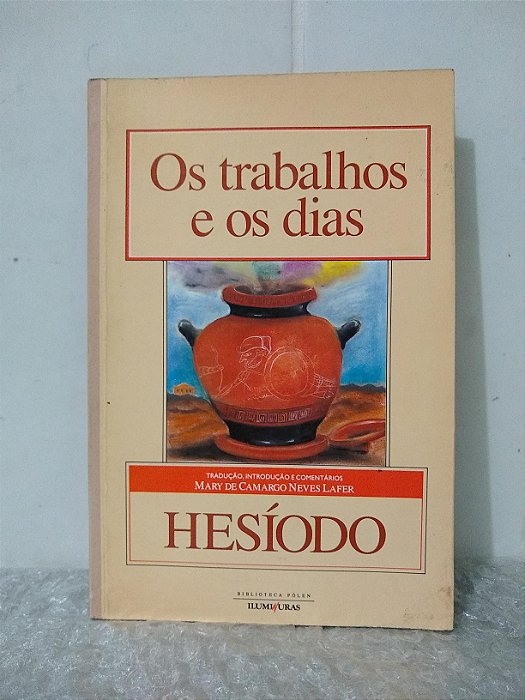 Os trabalhos
e os dias
TRADUÇÃO, INTRODUÇÃO E COMENTÁRIOS
MARY DE CAMARGO NEVES LAFER
HESÍODO
BIBLIOTECA PÓLEN
ILUMINURAS